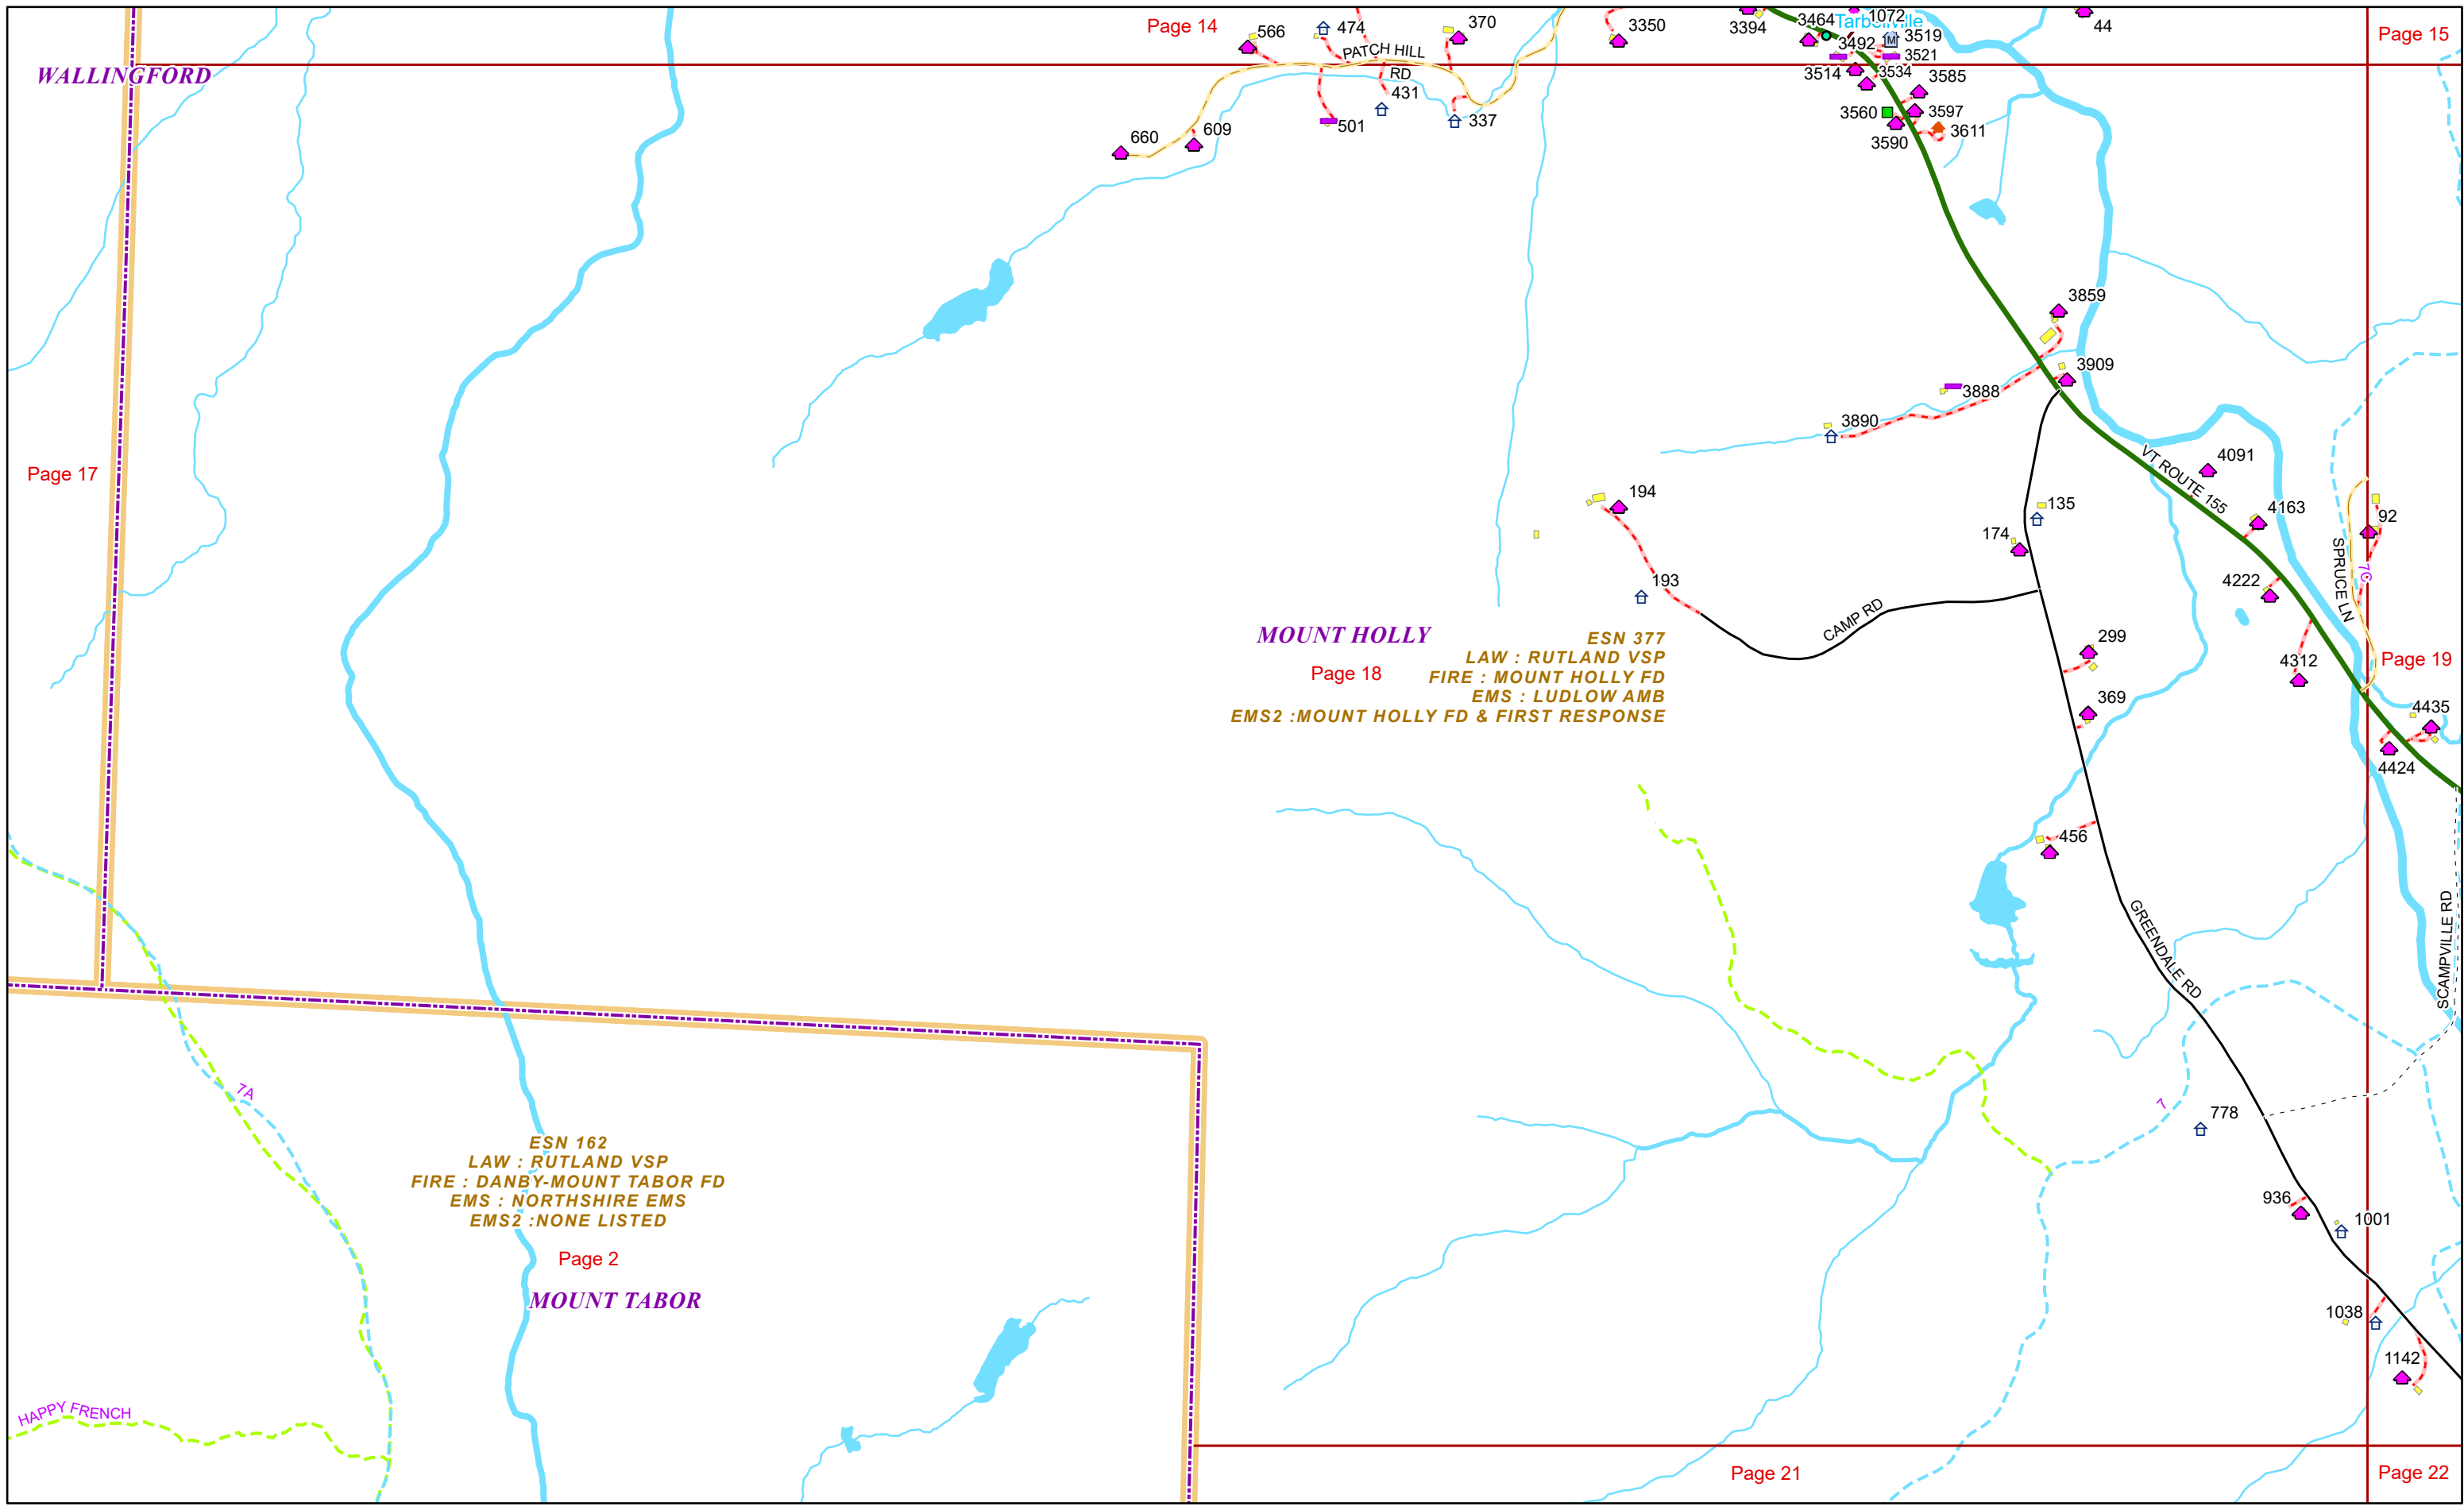 Page 14
566
474
370
3350
3394
3464
1072
Tarbellville
44
Page 15
3519
3492
3521
PATCH HILL
RD
WALLINGFORD
3514
3534
3585
431
501
337
3560
3597
3611
3590
660
609
3859
3909
3888
3890
Page 17
4091
VT ROUTE 155
194
135
4163
92
174
SPRUCE LN
7C
193
4222
CAMP RD
MOUNT HOLLY
ESN 377
LAW : RUTLAND VSP
FIRE : MOUNT HOLLY FD
EMS : LUDLOW AMB
EMS2 :MOUNT HOLLY FD & FIRST RESPONSE
Page 18
299
4312
Page 19
369
4435
4424
456
GREENDALE RD
SCAMPVILLE RD
7A
7
778
ESN 162
LAW : RUTLAND VSP
FIRE : DANBY-MOUNT TABOR FD
EMS : NORTHSHIRE EMS
EMS2 :NONE LISTED
936
1001
Page 2
MOUNT TABOR
1038
1142
HAPPY FRENCH
Page 21
Page 22
M